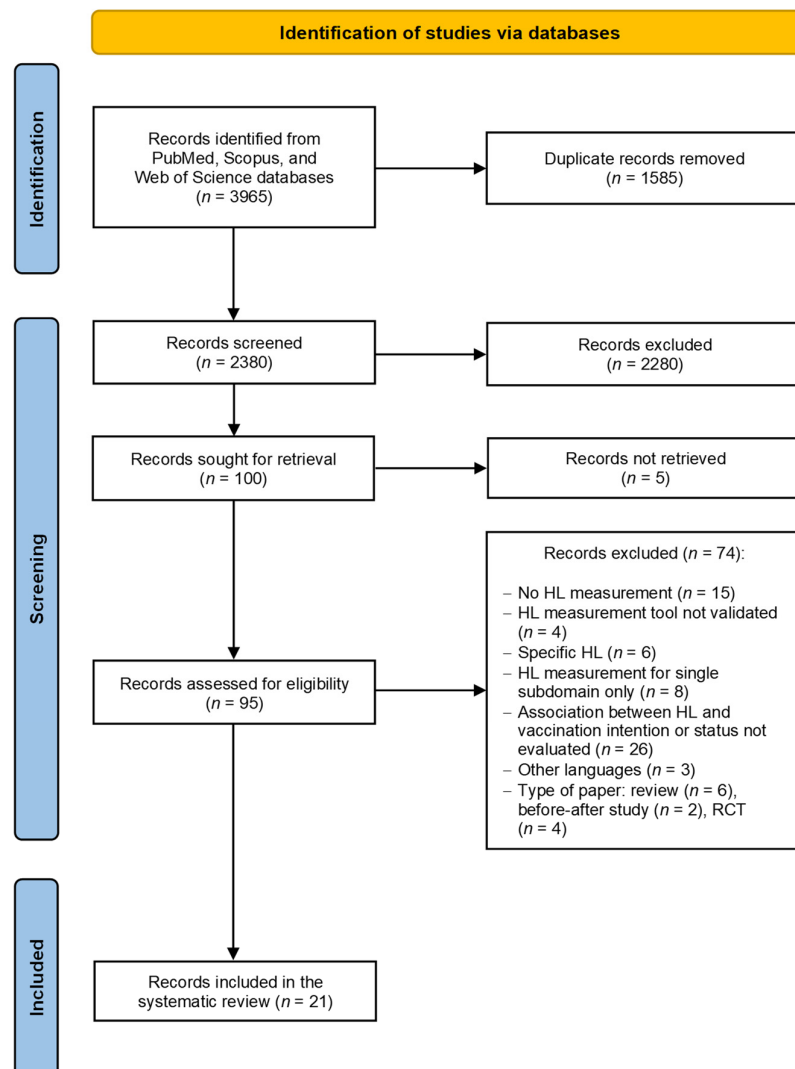 Identification of studies via databases
Identification
Records identified from
PubMed, Scopus, and
Web of Science databases
(n = 3965)
Duplicate records removed
(n = 1585)
Screening
Records screened
(n = 2380)
Records excluded
(n = 2280)
Records sought for retrieval
(n = 100)
Records not retrieved
(n = 5)
Records assessed for eligibility
(n = 95)
Records excluded (n = 74):
– No HL measurement (n = 15)
– HL measurement tool not validated
(n = 4)
– Specific HL (n = 6)
– HL measurement for single
subdomain only (n = 8)
– Association between HL and
vaccination intention or status not
evaluated (n = 26)
– Other languages (n = 3)
– Type of paper: review (n = 6),
before-after study (n = 2), RCT
(n = 4)
Included
Records included in the
systematic review (n = 21)